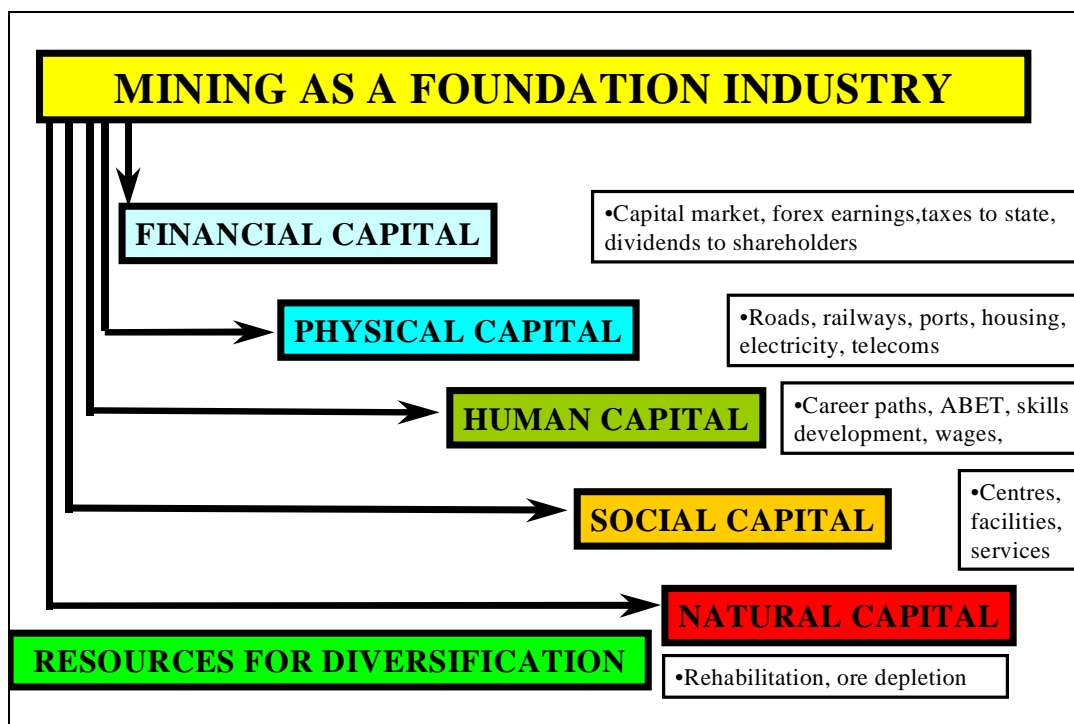 MINING AS A FOUNDATION INDUSTRY
FINANCIAL CAPITAL
•Capital market, forex earnings,taxes to state,
dividends to shareholders
PHYSICAL CAPITAL
•Roads, railways, ports, housing,
electricity, telecoms
HUMAN CAPITAL
•Career paths, ABET, skills
development, wages,
SOCIAL CAPITAL
•Centres,
facilities,
services
NATURAL CAPITAL
RESOURCES FOR DIVERSIFICATION
•Rehabilitation, ore depletion